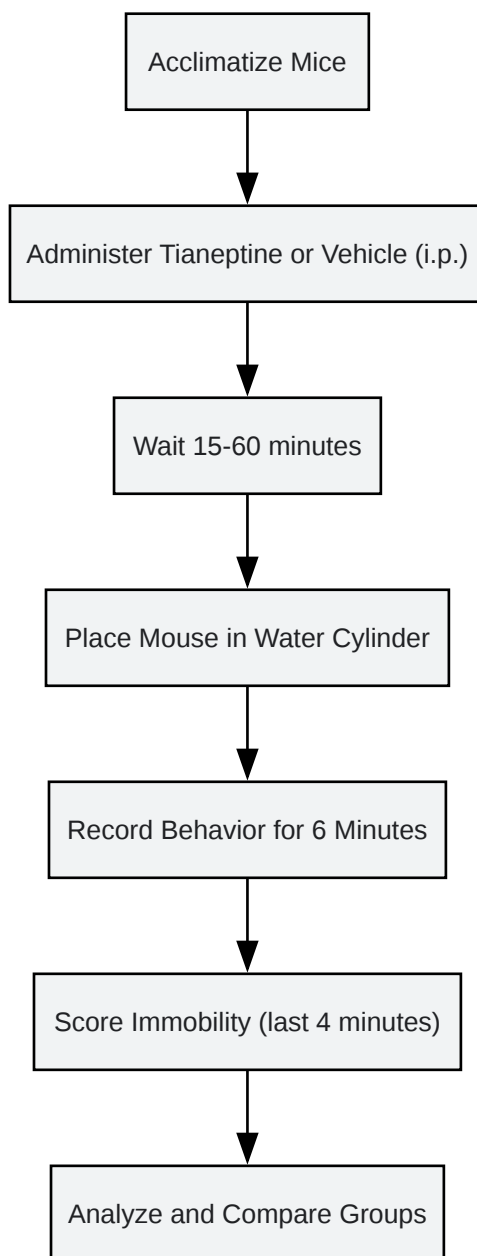 Acclimatize Mice
Administer Tianeptine or Vehicle (i.p.)
Wait 15-60 minutes
Place Mouse in Water Cylinder
Record Behavior for 6 Minutes
Score Immobility (last 4 minutes)
Analyze and Compare Groups